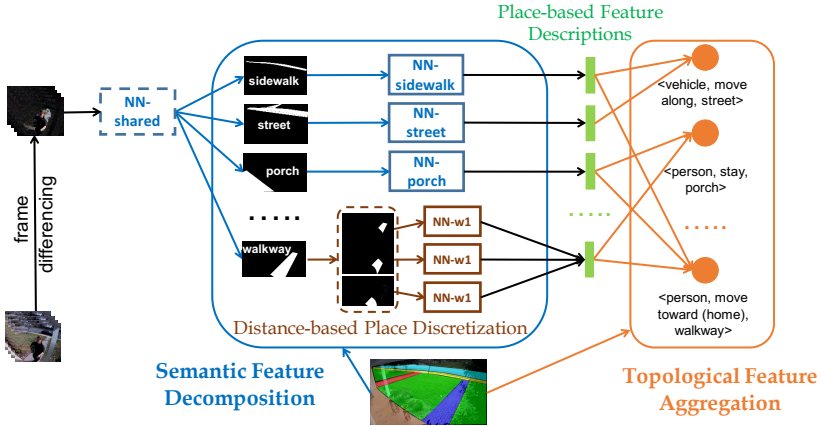 Place-based Feature
Descriptions
NN-
shared
sidewalk
NN-
sidewalk
street
NN-
street
porch
NN-
porch
.....
walkway
NN-w1
NN-w1
NN-w1
Distance-based Place Discretization
frame
differencing
<vehicle, move
along, street>
<person, stay,
porch>
.....
.....
<person, move
toward (home),
walkway>
Semantic Feature
Decomposition
Topological Feature
Aggregation